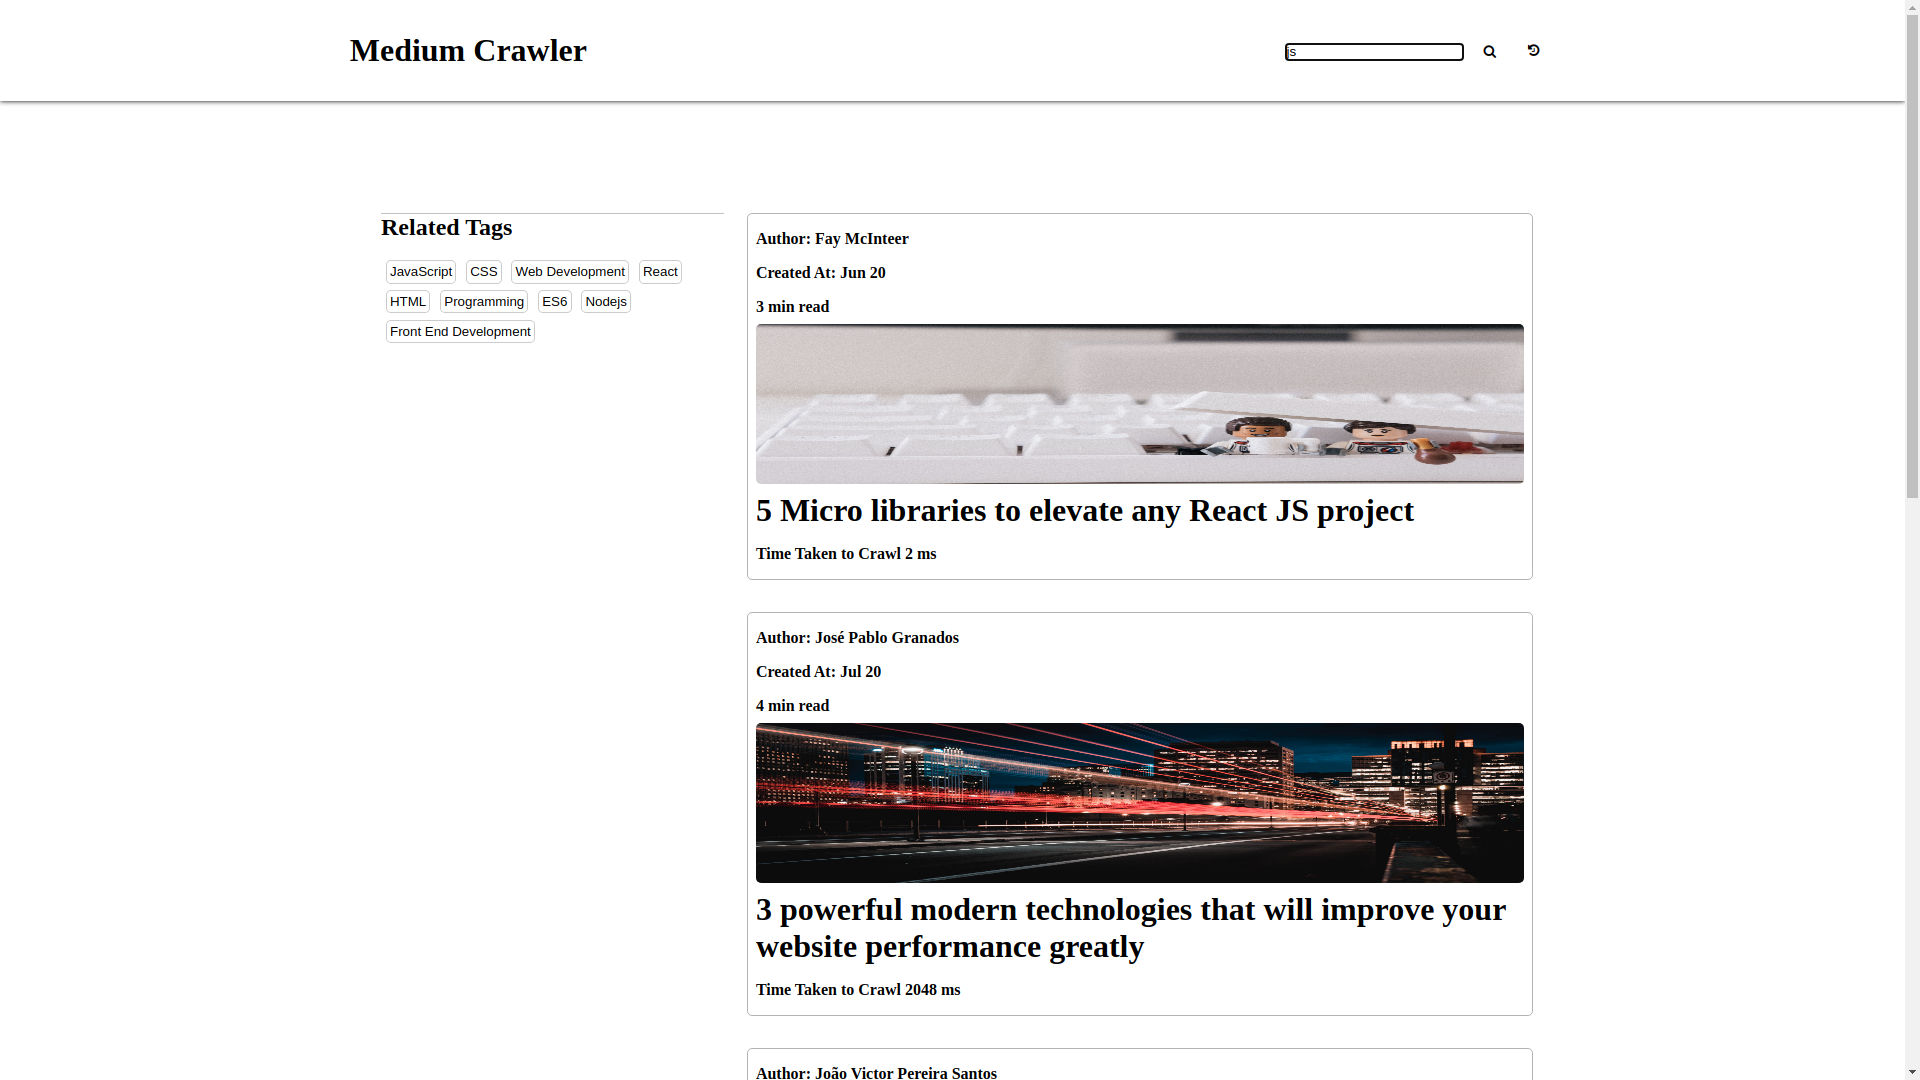 Medium Crawler
js
Related Tags
JavaScript CSS Web Development React
HTML Programming ES6 Nodejs
Front End Development
Author: Fay McInteer
Created At: Jun 20
3 min read
5 Micro libraries to elevate any React JS project
Time Taken to Crawl 2 ms
Author: José Pablo Granados
Created At: Jul 20
4 min read
3 powerful modern technologies that will improve your
website performance greatly
Time Taken to Crawl 2048 ms
Author: João Victor Pereira Santos